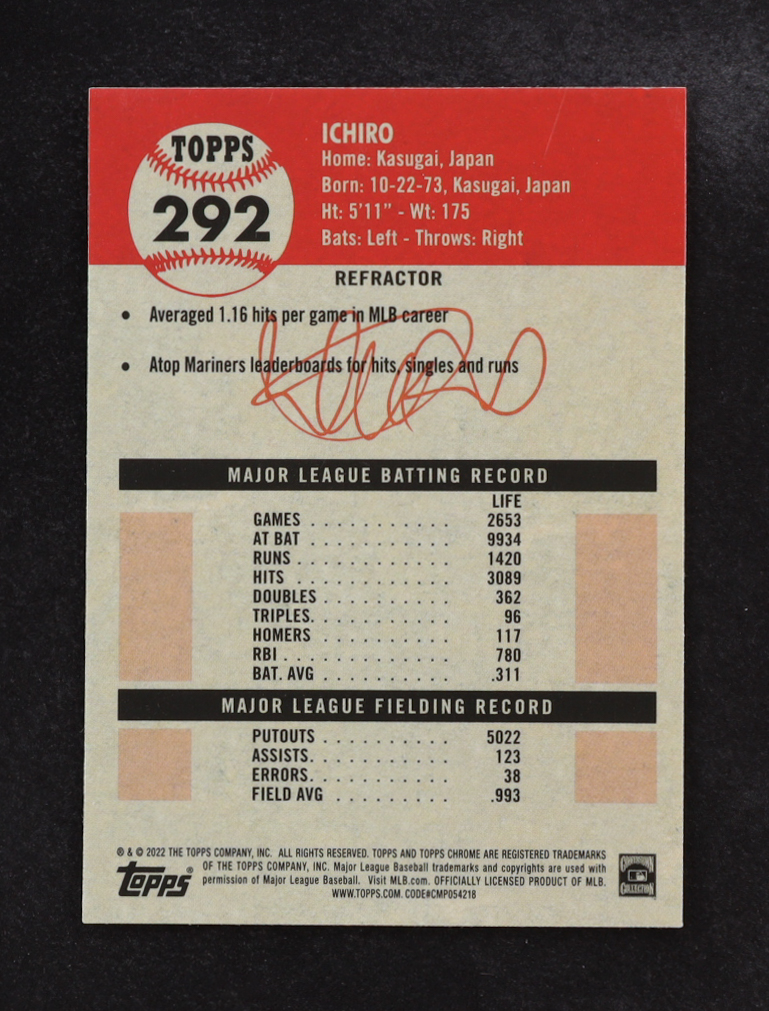 TOPPS
292
ICHIRO
Home: Kasugai, Japan
Born: 10-22-73, Kasugai, Japan
Ht: 5'11" - Wt: 175
Bats: Left - Throws: Right
REFRACTOR
• Averaged 1.16 hits per game in MLB career
• Atop Mariners leaderboards for hits, singles and runs
Ichiro
MAJOR LEAGUE BATTING RECORD
LIFE
GAMES . . . . . . . . . . . 2653
AT BAT . . . . . . . . . . . 9934
RUNS . . . . . . . . . . . . 1420
HITS . . . . . . . . . . . . 3089
DOUBLES . . . . . . . . . . 362
TRIPLES. . . . . . . . . . . 96
HOMERS . . . . . . . . . . 117
RBI . . . . . . . . . . . . . 780
BAT. AVG . . . . . . . . . . .311
MAJOR LEAGUE FIELDING RECORD
PUTOUTS . . . . . . . . . . 5022
ASSISTS. . . . . . . . . . . 123
ERRORS. . . . . . . . . . . 38
FIELD AVG . . . . . . . . . .993
® & © 2022 THE TOPPS COMPANY, INC. ALL RIGHTS RESERVED. TOPPS AND TOPPS CHROME ARE REGISTERED TRADEMARKS
OF THE TOPPS COMPANY, INC. Major League Baseball trademarks and copyrights are used with
permission of Major League Baseball. Visit MLB.com. OFFICIALLY LICENSED PRODUCT OF MLB.
WWW.TOPPS.COM. CODE#CMP054218
Topps®
COOPERSTOWN
COLLECTION